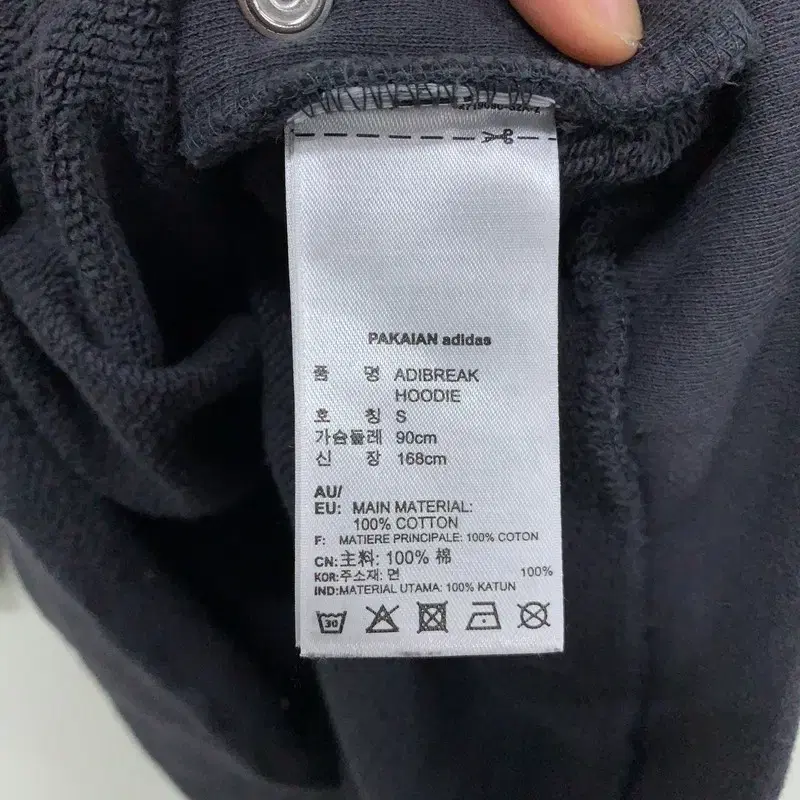 PAKAIAN adidas
품 명 ADIBREAK
HOODIE
호 칭 S
가슴둘레 90cm
신 장 168cm
AU/
EU: MAIN MATERIAL:
100% COTTON
F: MATIERE PRINCIPALE: 100% COTON
CN: 主料: 100% 棉
KOR:주소재: 면 100%
IND:MATERIAL UTAMA: 100% KATUN
30